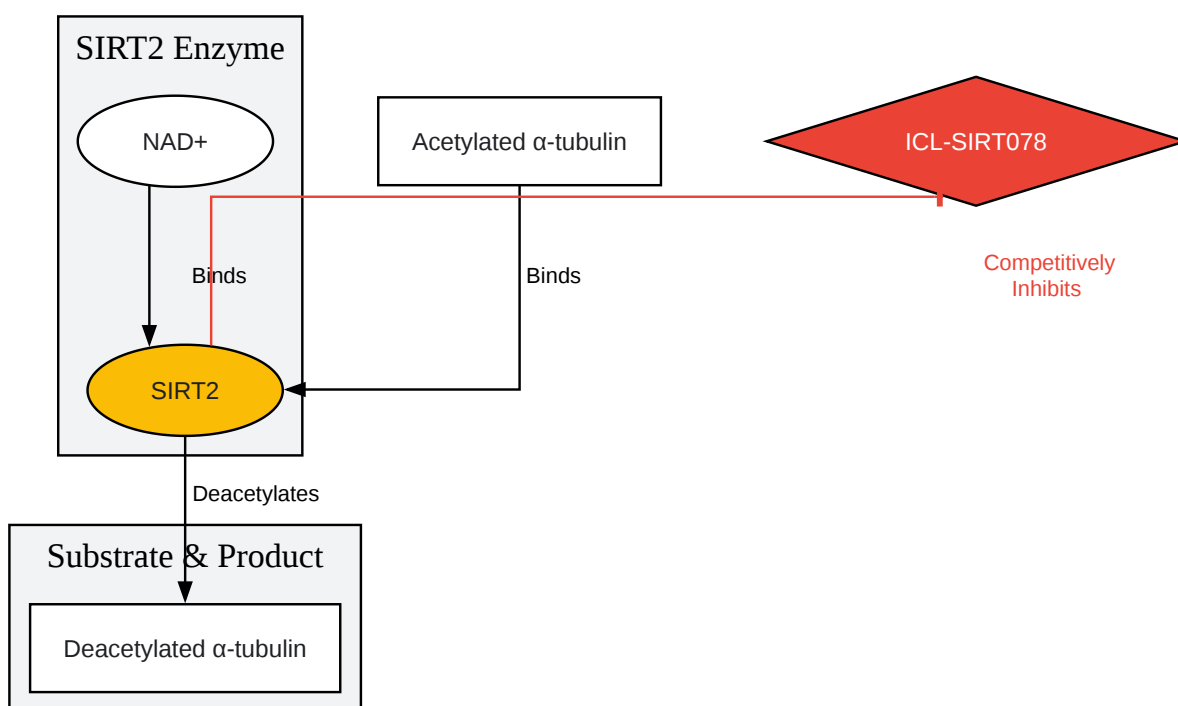 SIRT2 Enzyme
NAD+
Acetylated α-tubulin
ICL-SIRT078
Binds
Binds
Competitively
Inhibits
SIRT2
Deacetylates
Substrate & Product
Deacetylated α-tubulin